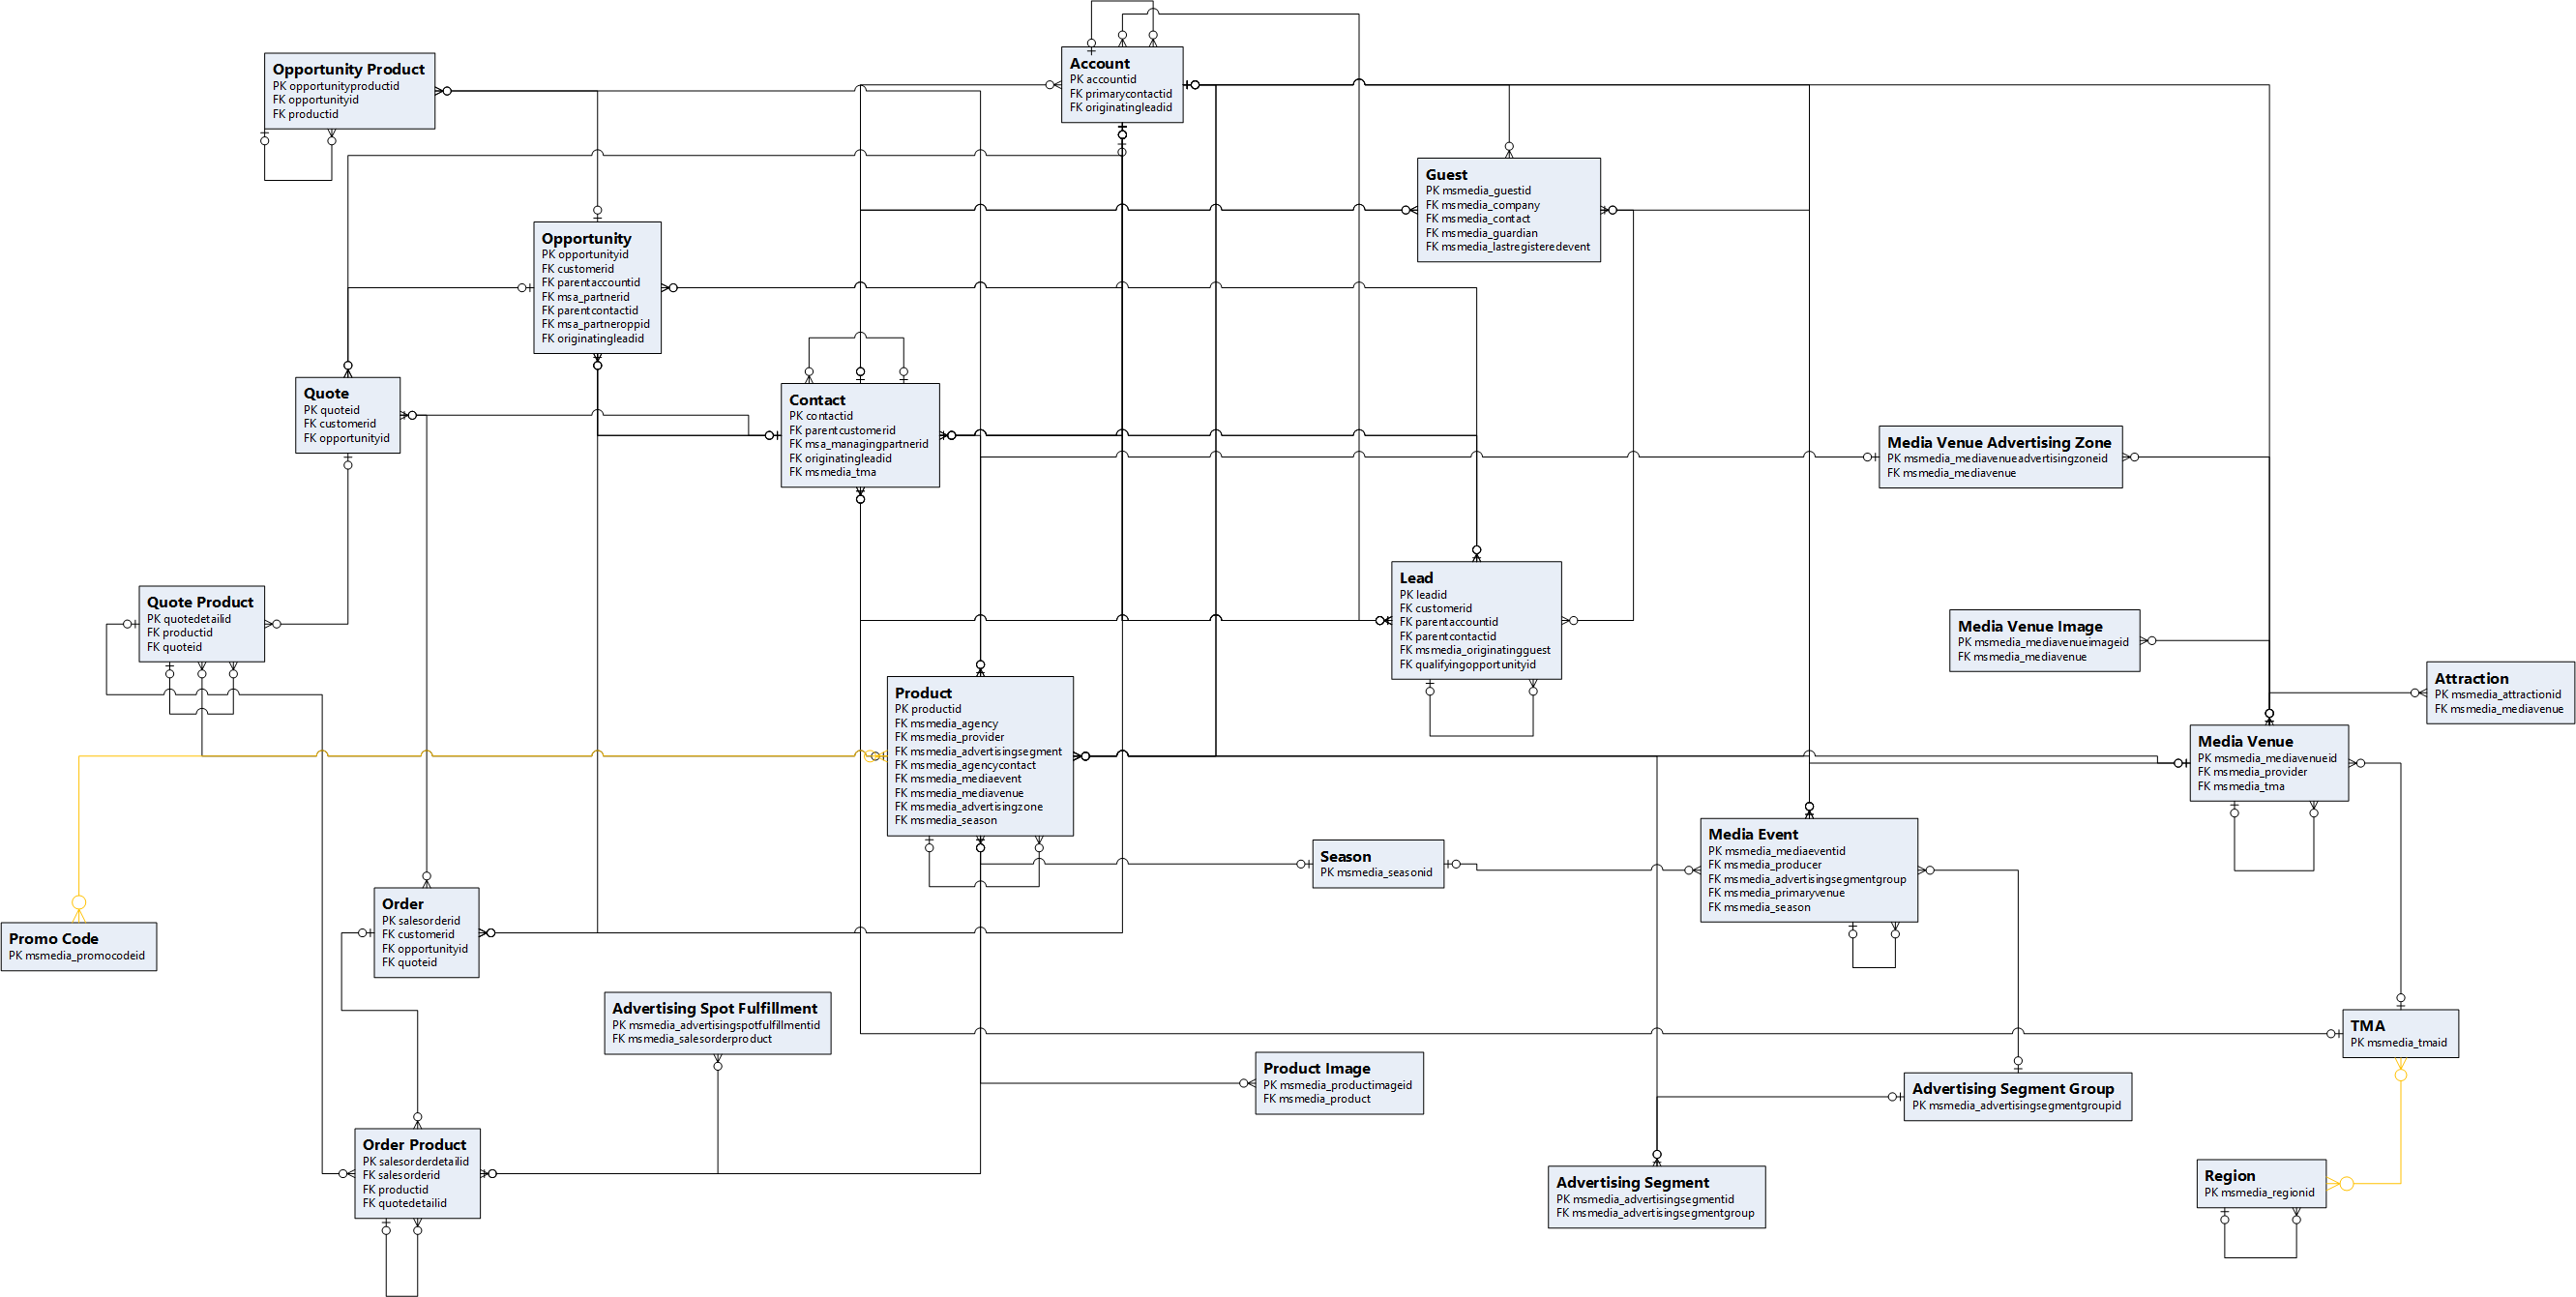 Account
PK accountid
FK primarycontactid
FK originatingleadid
Opportunity Product
PK opportunityproductid
FK opportunityid
FK productid
Guest
PK msmedia_guestid
FK msmedia_company
FK msmedia_contact
FK msmedia_guardian
FK msmedia_lastregisteredevent
Opportunity
PK opportunityid
FK customerid
FK parentaccountid
FK msa_partnerid
FK parentcontactid
FK msa_partneroppid
FK originatingleadid
Quote
PK quoteid
FK customerid
FK opportunityid
Contact
PK contactid
FK parentcustomerid
FK msa_managingpartnerid
FK originatingleadid
FK msmedia_tma
Media Venue Advertising Zone
PK msmedia_mediavenueadvertisingzoneid
FK msmedia_mediavenue
Lead
PK leadid
FK customerid
FK parentaccountid
FK parentcontactid
FK msmedia_originatingguest
FK qualifyingopportunityid
Quote Product
PK quotedetailid
FK productid
FK quoteid
Media Venue Image
PK msmedia_mediavenueimageid
FK msmedia_mediavenue
Attraction
PK msmedia_attractionid
FK msmedia_mediavenue
Product
PK productid
FK msmedia_agency
FK msmedia_provider
FK msmedia_advertisingsegment
FK msmedia_agencycontact
FK msmedia_mediaevent
FK msmedia_mediavenue
FK msmedia_advertisingzone
FK msmedia_season
Media Venue
PK msmedia_mediavenueid
FK msmedia_provider
FK msmedia_tma
Media Event
PK msmedia_mediaeventid
FK msmedia_producer
FK msmedia_advertisingsegmentgroup
FK msmedia_primaryvenue
FK msmedia_season
Season
PK msmedia_seasonid
Order
PK salesorderid
FK customerid
FK opportunityid
FK quoteid
Promo Code
PK msmedia_promocodeid
Advertising Spot Fulfillment
PK msmedia_advertisingspotfulfillmentid
FK msmedia_salesorderproduct
TMA
PK msmedia_tmaid
Product Image
PK msmedia_productimageid
FK msmedia_product
Advertising Segment Group
PK msmedia_advertisingsegmentgroupid
Order Product
PK salesorderdetailid
FK salesorderid
FK productid
FK quotedetailid
Advertising Segment
PK msmedia_advertisingsegmentid
FK msmedia_advertisingsegmentgroup
Region
PK msmedia_regionid